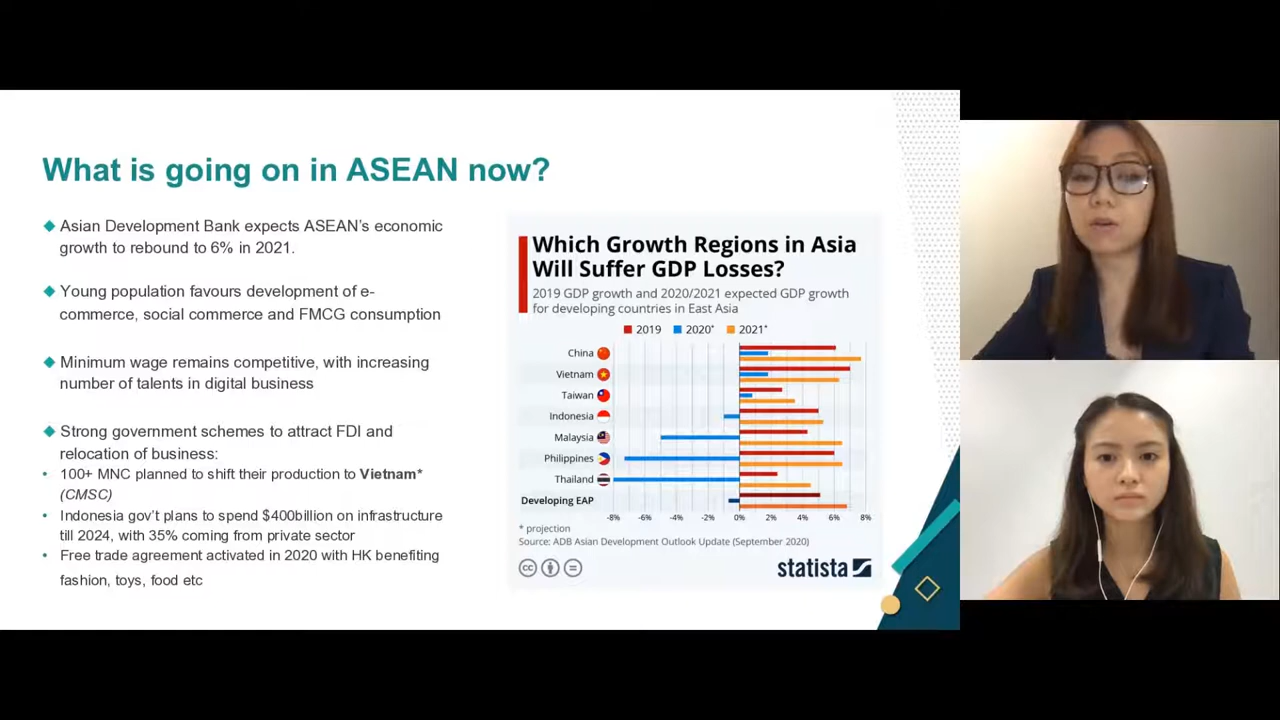 What is going on in ASEAN now?
Asian Development Bank expects ASEAN's economic
growth to rebound to 6% in 2021.
Young population favours development of e-
commerce, social commerce and FMCG consumption
Minimum wage remains competitive, with increasing
number of talents in digital business
Strong government schemes to attract FDI and
relocation of business:
100+ MNC planned to shift their production to Vietnam*
(CMSC)
Indonesia gov't plans to spend $400billion on infrastructure
till 2024, with 35% coming from private sector
Free trade agreement activated in 2020 with HK benefiting
fashion, toys, food etc
Which Growth Regions in Asia
Will Suffer GDP Losses?
2019 GDP growth and 2020/2021 expected GDP growth
for developing countries in East Asia
2019 2020* 2021*
China
Vietnam
Taiwan
Indonesia
Malaysia
Philippines
Thailand
Developing EAP
-8% -6% -4% -2% 0% 2% 4% 6% 8%
* projection
Source: ADB Asian Development Outlook Update (September 2020)
statista